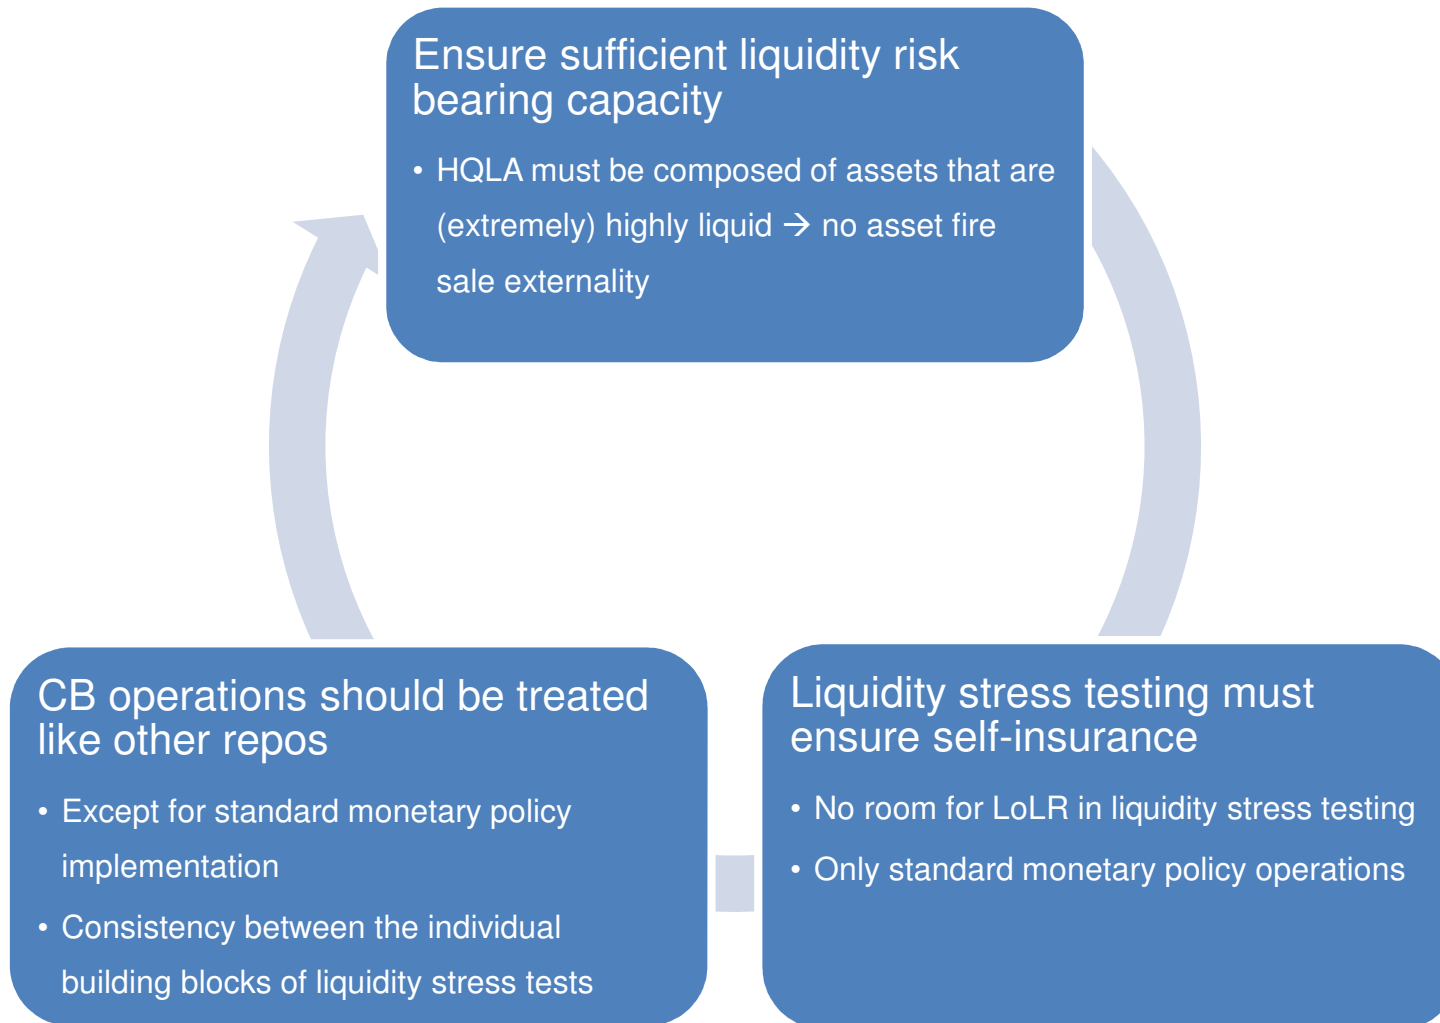 Ensure sufficient liquidity risk
bearing capacity
• HQLA must be composed of assets that are
(extremely) highly liquid → no asset fire
sale externality
CB operations should be treated
like other repos
• Except for standard monetary policy
implementation
• Consistency between the individual
building blocks of liquidity stress tests
Liquidity stress testing must
ensure self-insurance
• No room for LoLR in liquidity stress testing
• Only standard monetary policy operations